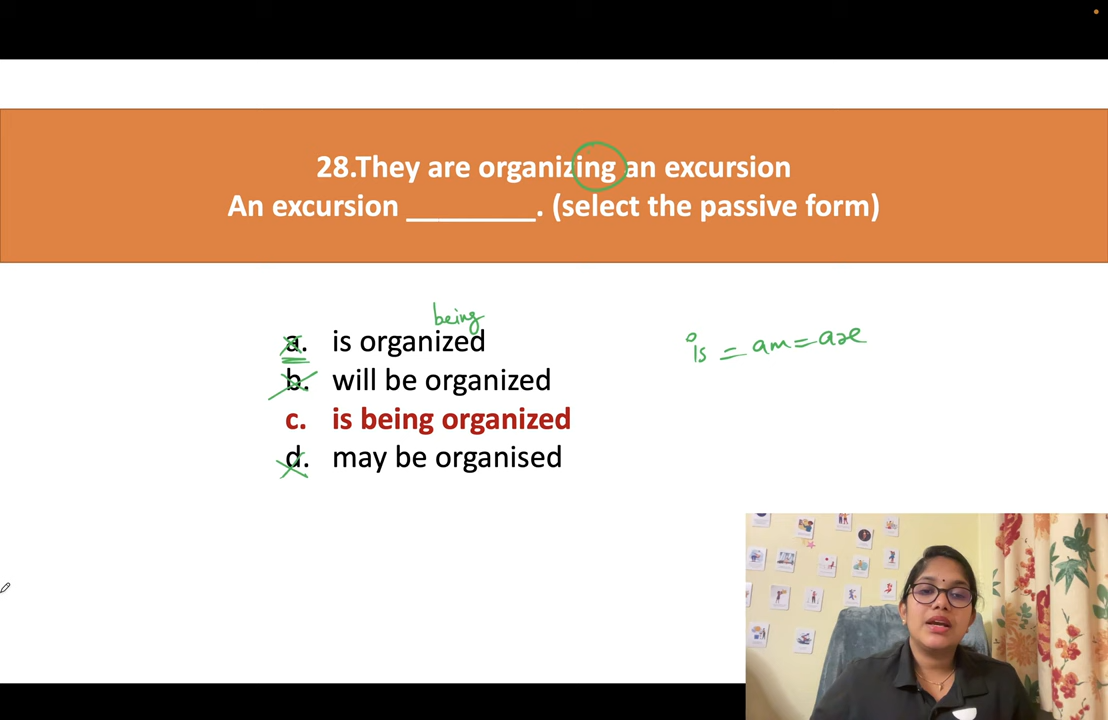 28.They are organizing an excursion
An excursion ________. (select the passive form)
being
a. is organized
is = am = are
b. will be organized
c. is being organized
d. may be organised